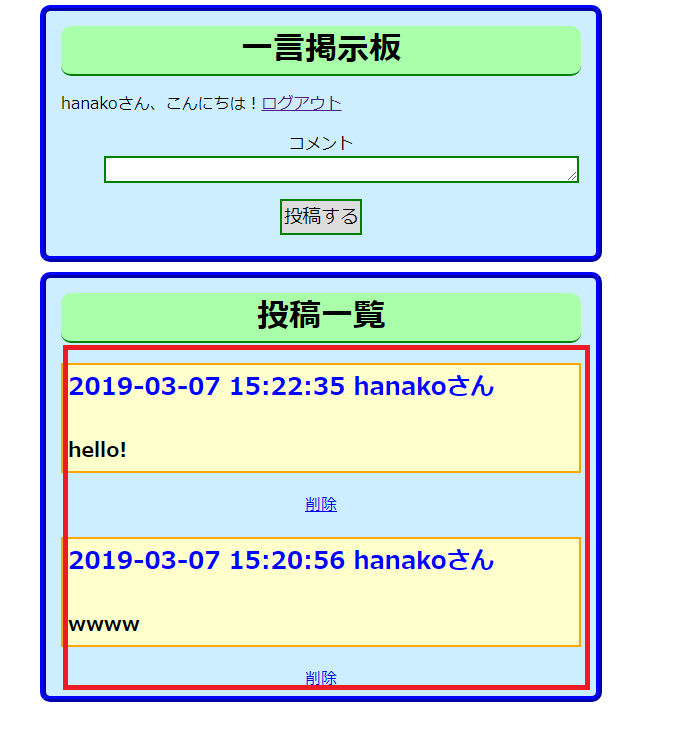 一言掲示板
hanakoさん、こんにちは！ログアウト
コメント
投稿する
投稿一覧
2019-03-07 15:22:35 hanakoさん
hello!
削除
2019-03-07 15:20:56 hanakoさん
wwww
削除